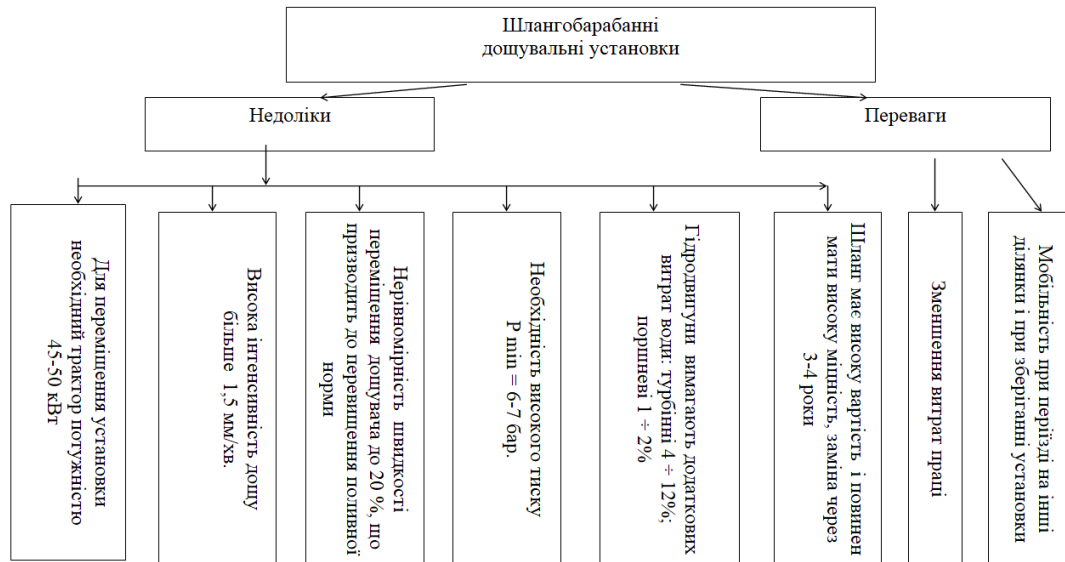 Шлангобарабанні
дощувальні установки
Недоліки
Переваги
Для переміщення установки
необхідний трактор потужністю
45-50 кВт
Висока інтенсивність дощу
більше 1,5 мм/хв.
Нерівномірність швидкості
переміщення дощувача до 20 %, що
призводить до перевищення поливної
норми
Необхідність високого тиску
P min = 6-7 бар.
Гідродвигуни вимагають додаткових
витрат води: турбінні 4 ÷ 12%;
поршневі 1 ÷ 2%
Шланг має високу вартість і повинен
мати високу міцність, заміна через
3-4 роки
Зменшення витрат праці
Мобільність при переїзді на інші
ділянки і при зберіганні установки